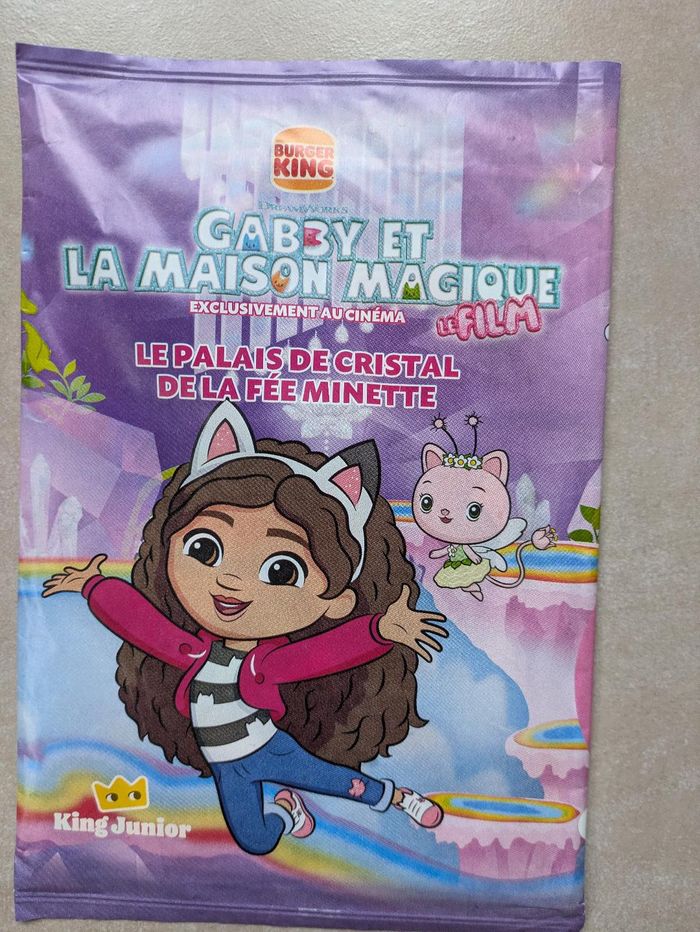 BURGER
KING
DREAMWORKS
GABBY ET
LA MAISON MAGIQUE
EXCLUSIVEMENT AU CINÉMA
LE FILM
LE PALAIS DE CRISTAL
DE LA FÉE MINETTE
King Junior